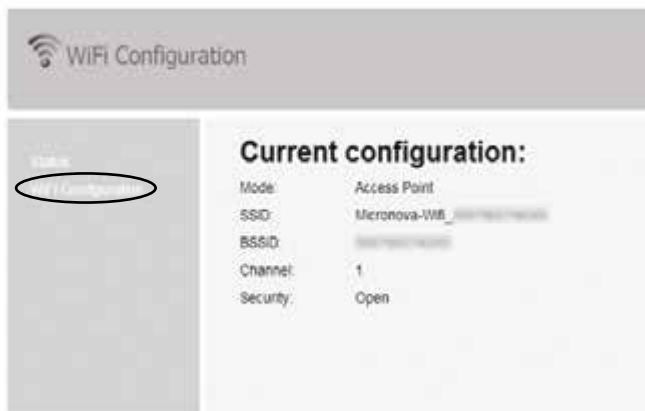 WiFi Configuration
Status
WiFi Configuration
Current configuration:
Mode: Access Point
SSID: Micronova-Wifi_
BSSID:
Channel: 1
Security: Open